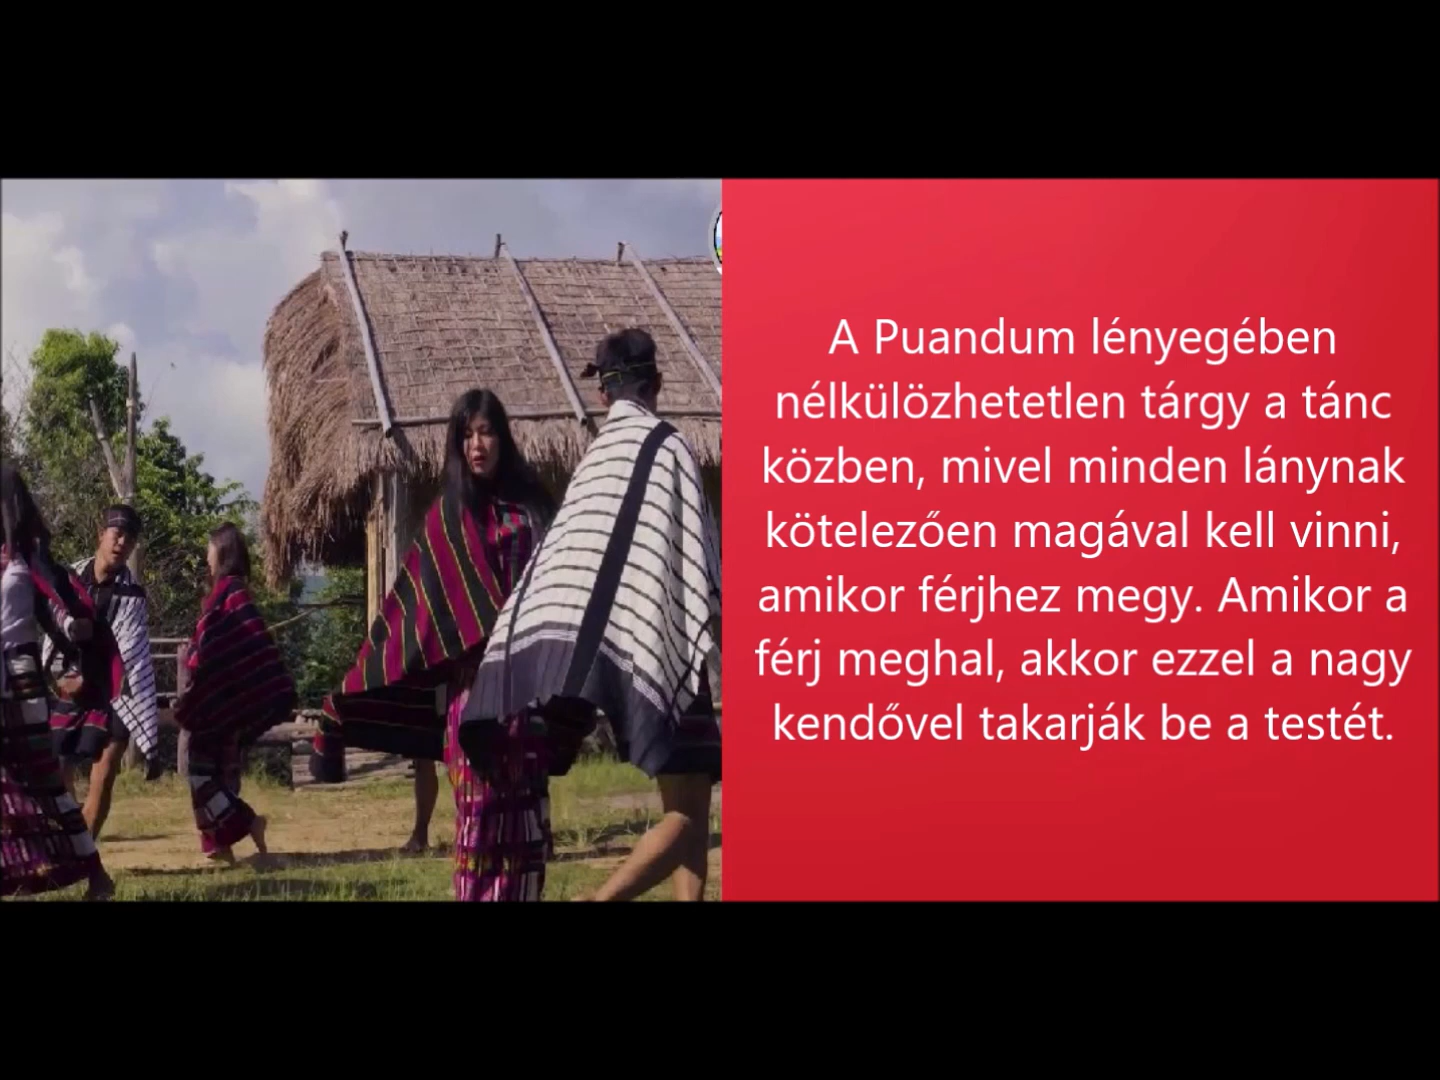 A Puandum lényegében
nélkülözhetetlen tárgy a tánc
közben, mivel minden lánynak
kötelezően magával kell vinni,
amikor férjhez megy. Amikor a
férj meghal, akkor ezzel a nagy
kendővel takarják be a testét.